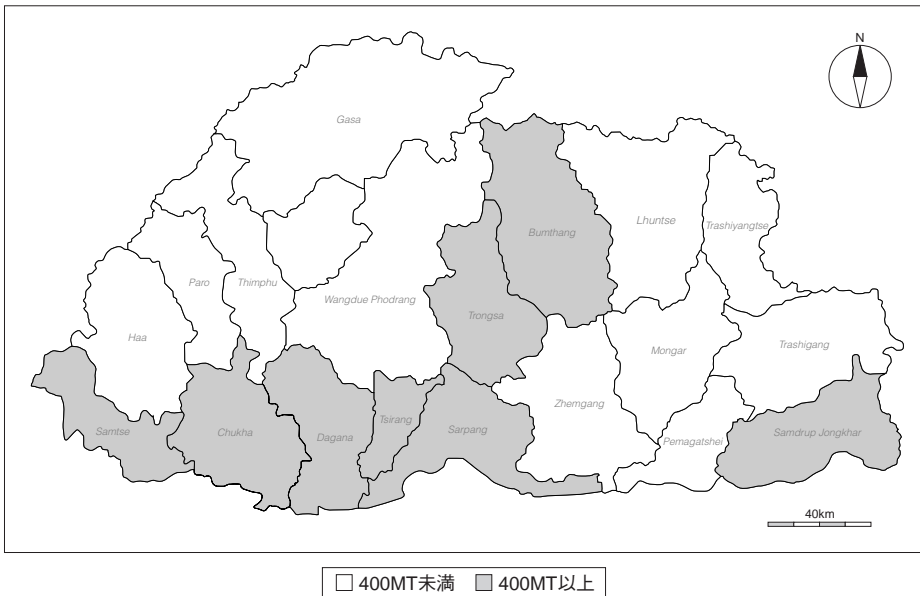 N
Gasa
Lhuntse
Trashiyangtse
Bumthang
Paro
Thimphu
Wangdue Phodrang
Trongsa
Haa
Mongar
Trashigang
Zhemgang
Samtse
Chukha
Dagana
Tsirang
Sarpang
Pemagatshei
Samdrup Jongkhar
40km
400MT未満 400MT以上